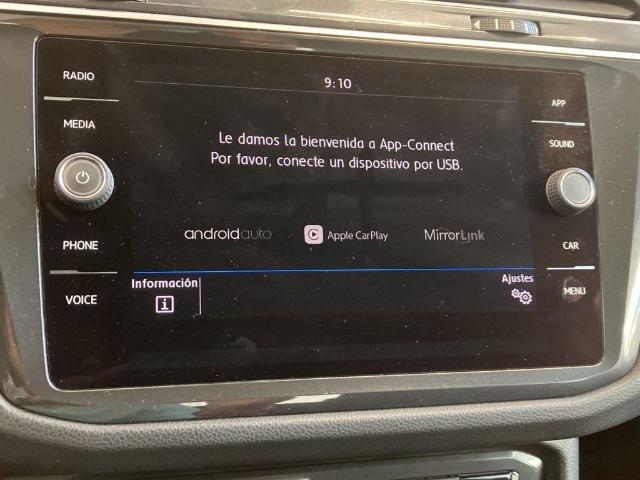 RADIO
MEDIA
PHONE
VOICE
9:10
Le damos la bienvenida a App-Connect
Por favor, conecte un dispositivo por USB.
androidauto
Apple CarPlay
MirrorLink
Información
Ajustes
APP
SOUND
CAR
MENU